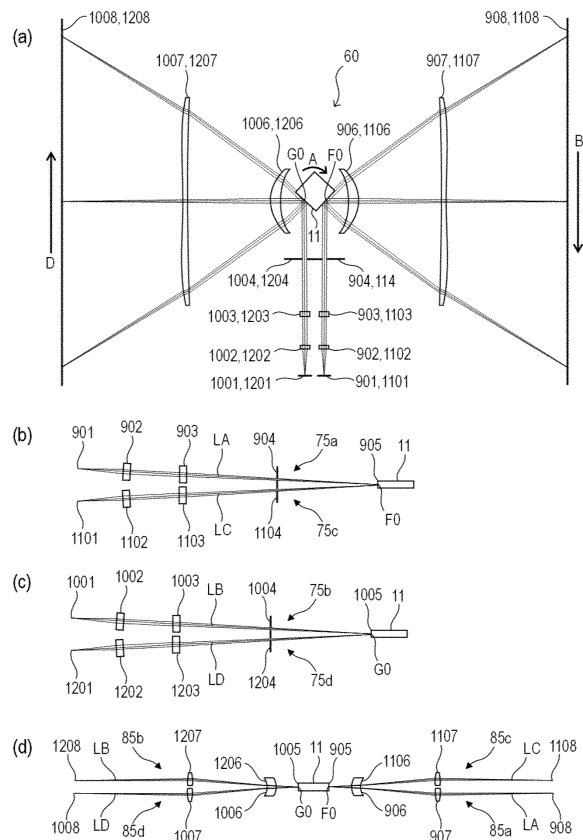 (a)
1008,1208
908,1108
1007,1207
60
907,1107
1006,1206
906,1106
G0
A
F0
B
D
11
1004,1204
904,114
1003,1203
903,1103
1002,1202
902,1102
1001,1201
901,1101
(b)
901
902
903
LA
904
75a
905
11
1101
1102
1103
LC
1104
75c
F0
(c)
1001
1002
1003
LB
1004
75b
1005
11
1201
1202
1203
LD
1204
75d
G0
(d)
1208
LB
85b
1207
1206
1005
11
905
1106
1107
85c
LC
1108
1008
LD
85d
1007
1006
G0
F0
906
907
85a
LA
908